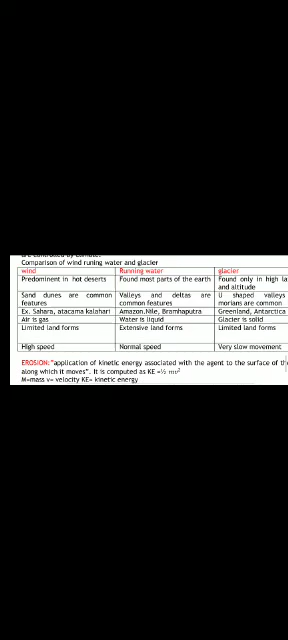 are controlled by climate.
Comparison of wind runing water and glacier
wind Running water glacier
Predominent in hot deserts Found most parts of the earth Found only in high
and altitude
Sand dunes are common Valleys and deltas are U shaped valleys
features common features morians are common
Ex. Sahara, atacama kalahari Amazon.Nile, Bramhaputra Greenland, Antarctica
Air is gas Water is liquid Glacier is solid
Limited land forms Extensive land forms Limited land forms
High speed Normal speed Very slow movement
EROSION: "application of kinetic energy associated with the agent to the surface of
along which it moves". It is computed as KE =½ mv²
M=mass v= velocity KE= kinetic energy